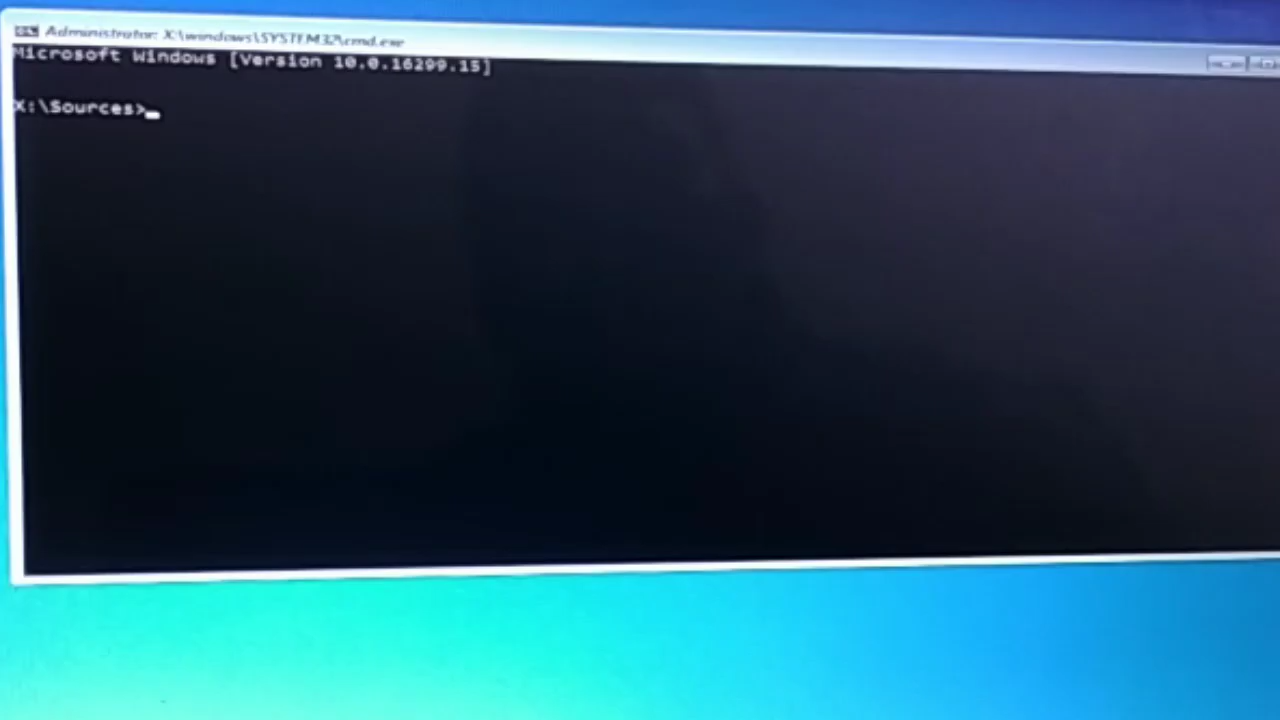 Administrator: X:\windows\SYSTEM32\cmd.exe
Microsoft Windows [Version 10.0.16299.15]
X:\Sources>